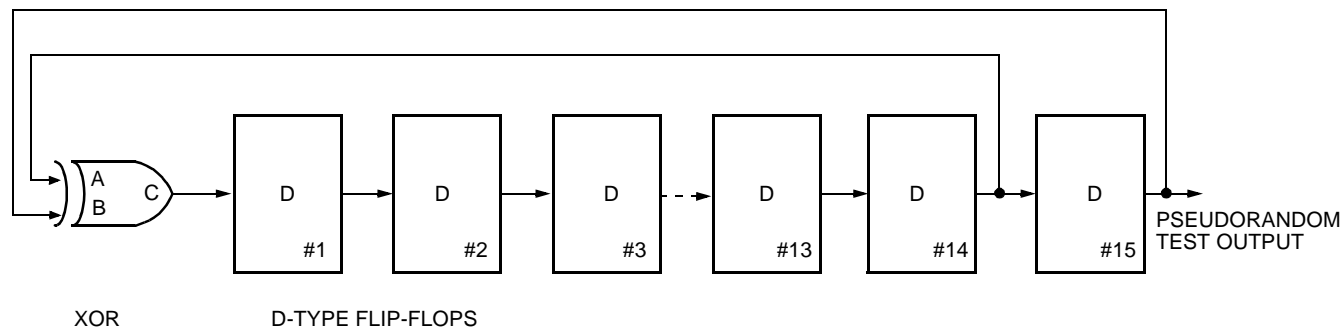 A
B
C
D
#1
D
#2
D
#3
D
#13
D
#14
D
#15
PSEUDORANDOM
TEST OUTPUT
XOR
D-TYPE FLIP-FLOPS